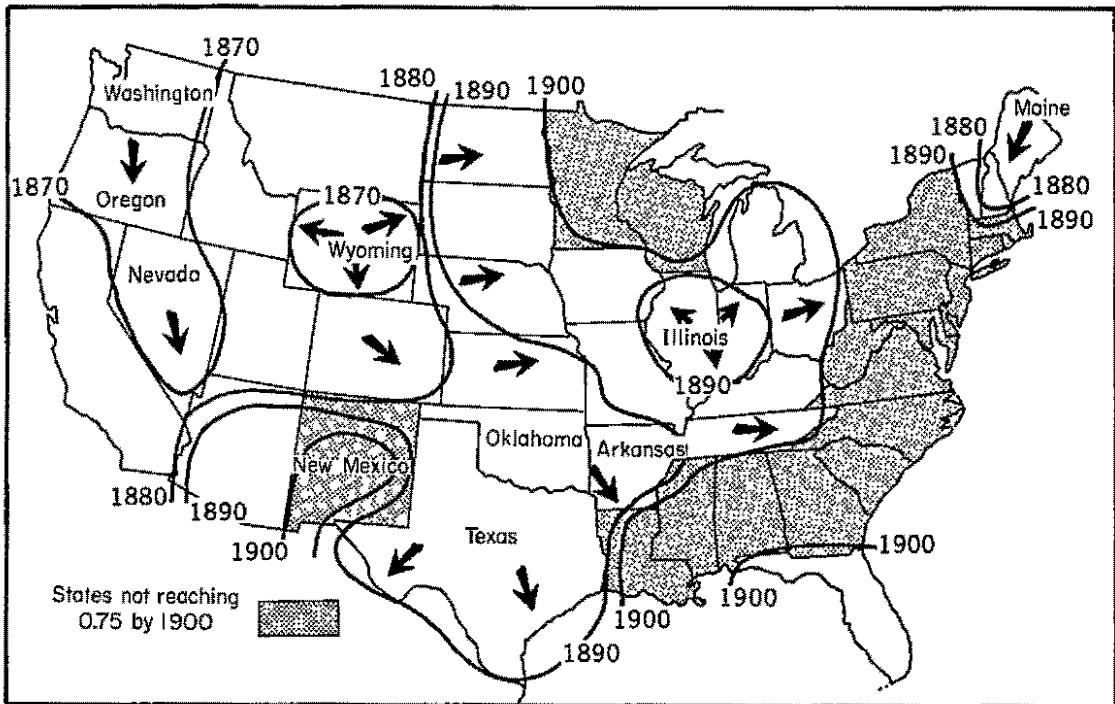 1870
Washington
1880
1890
1900
Maine
1880
1890
1870
Oregon
1870
Wyoming
1880
1890
Nevada
Illinois
1890
Oklahoma
Arkansas
New Mexico
1880
1890
Texas
1900
1900
1900
1900
1890
States not reaching
0.75 by 1900